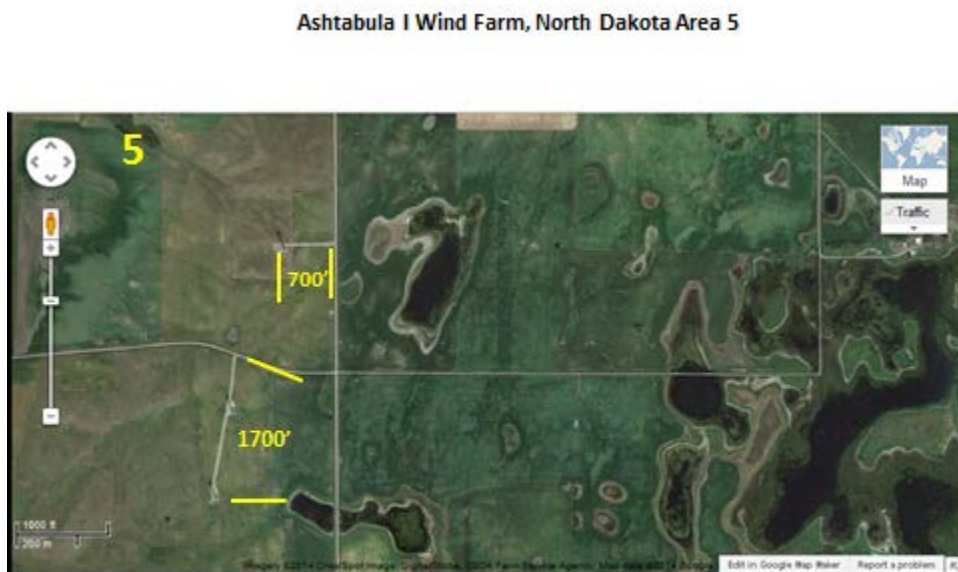 Ashtabula I Wind Farm, North Dakota Area 5
5
Map
Traffic
700'
1700'
1000 ft
200 m
Edit in Google Map Maker
Report a problem